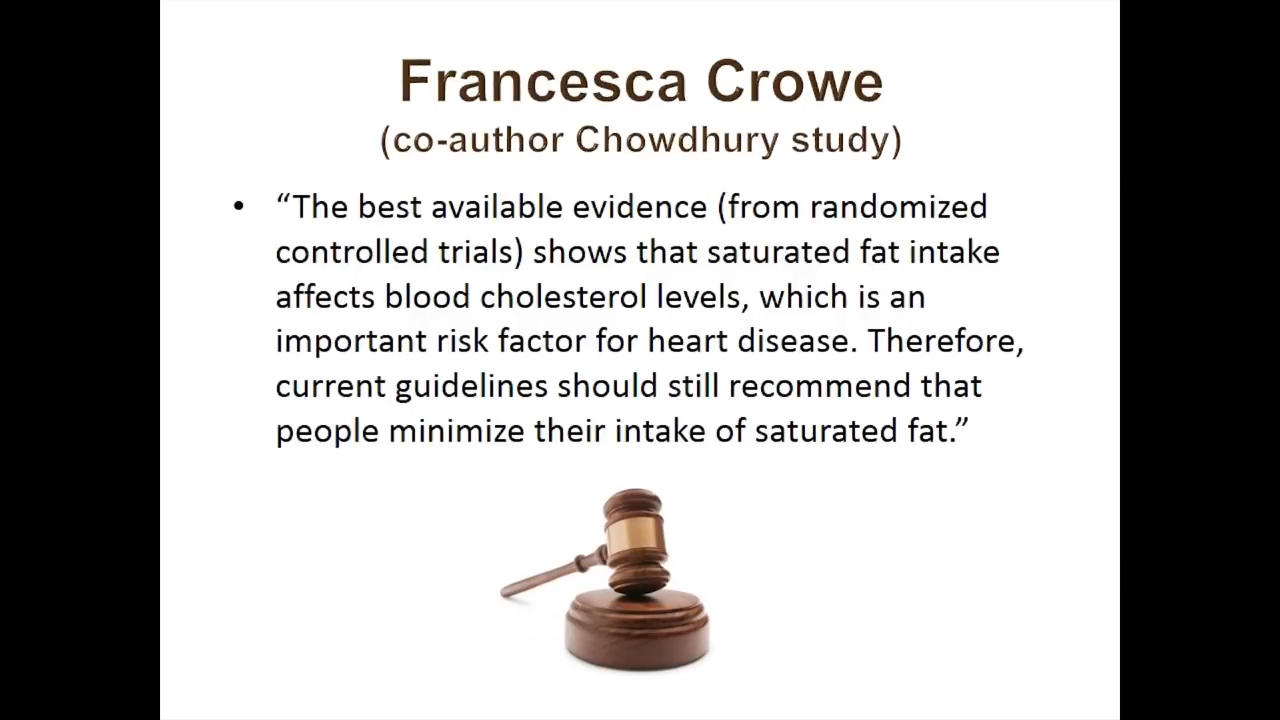 Francesca Crowe
(co-author Chowdhury study)
• “The best available evidence (from randomized
controlled trials) shows that saturated fat intake
affects blood cholesterol levels, which is an
important risk factor for heart disease. Therefore,
current guidelines should still recommend that
people minimize their intake of saturated fat.”